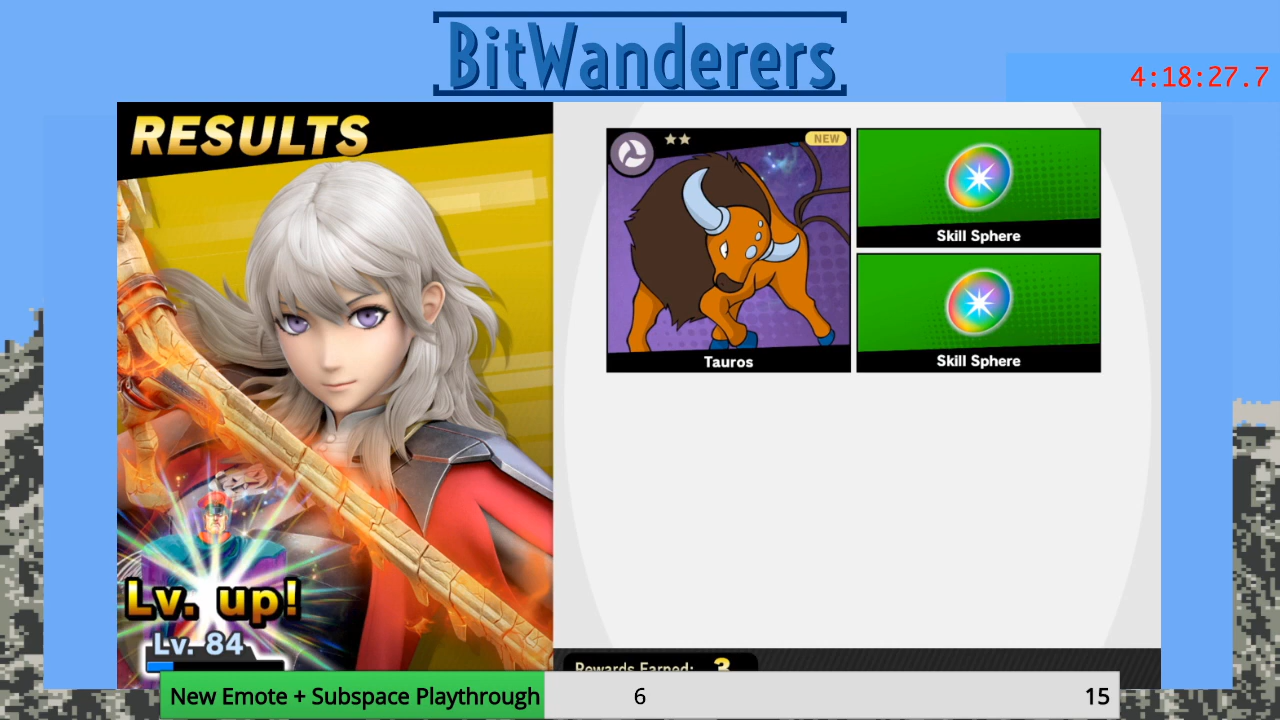 BitWanderers
4:18:27.7
RESULTS
NEW
Tauros
Skill Sphere
Skill Sphere
Lv. up!
Lv. 84
Rewards Earned: 3
New Emote + Subspace Playthrough 6 15